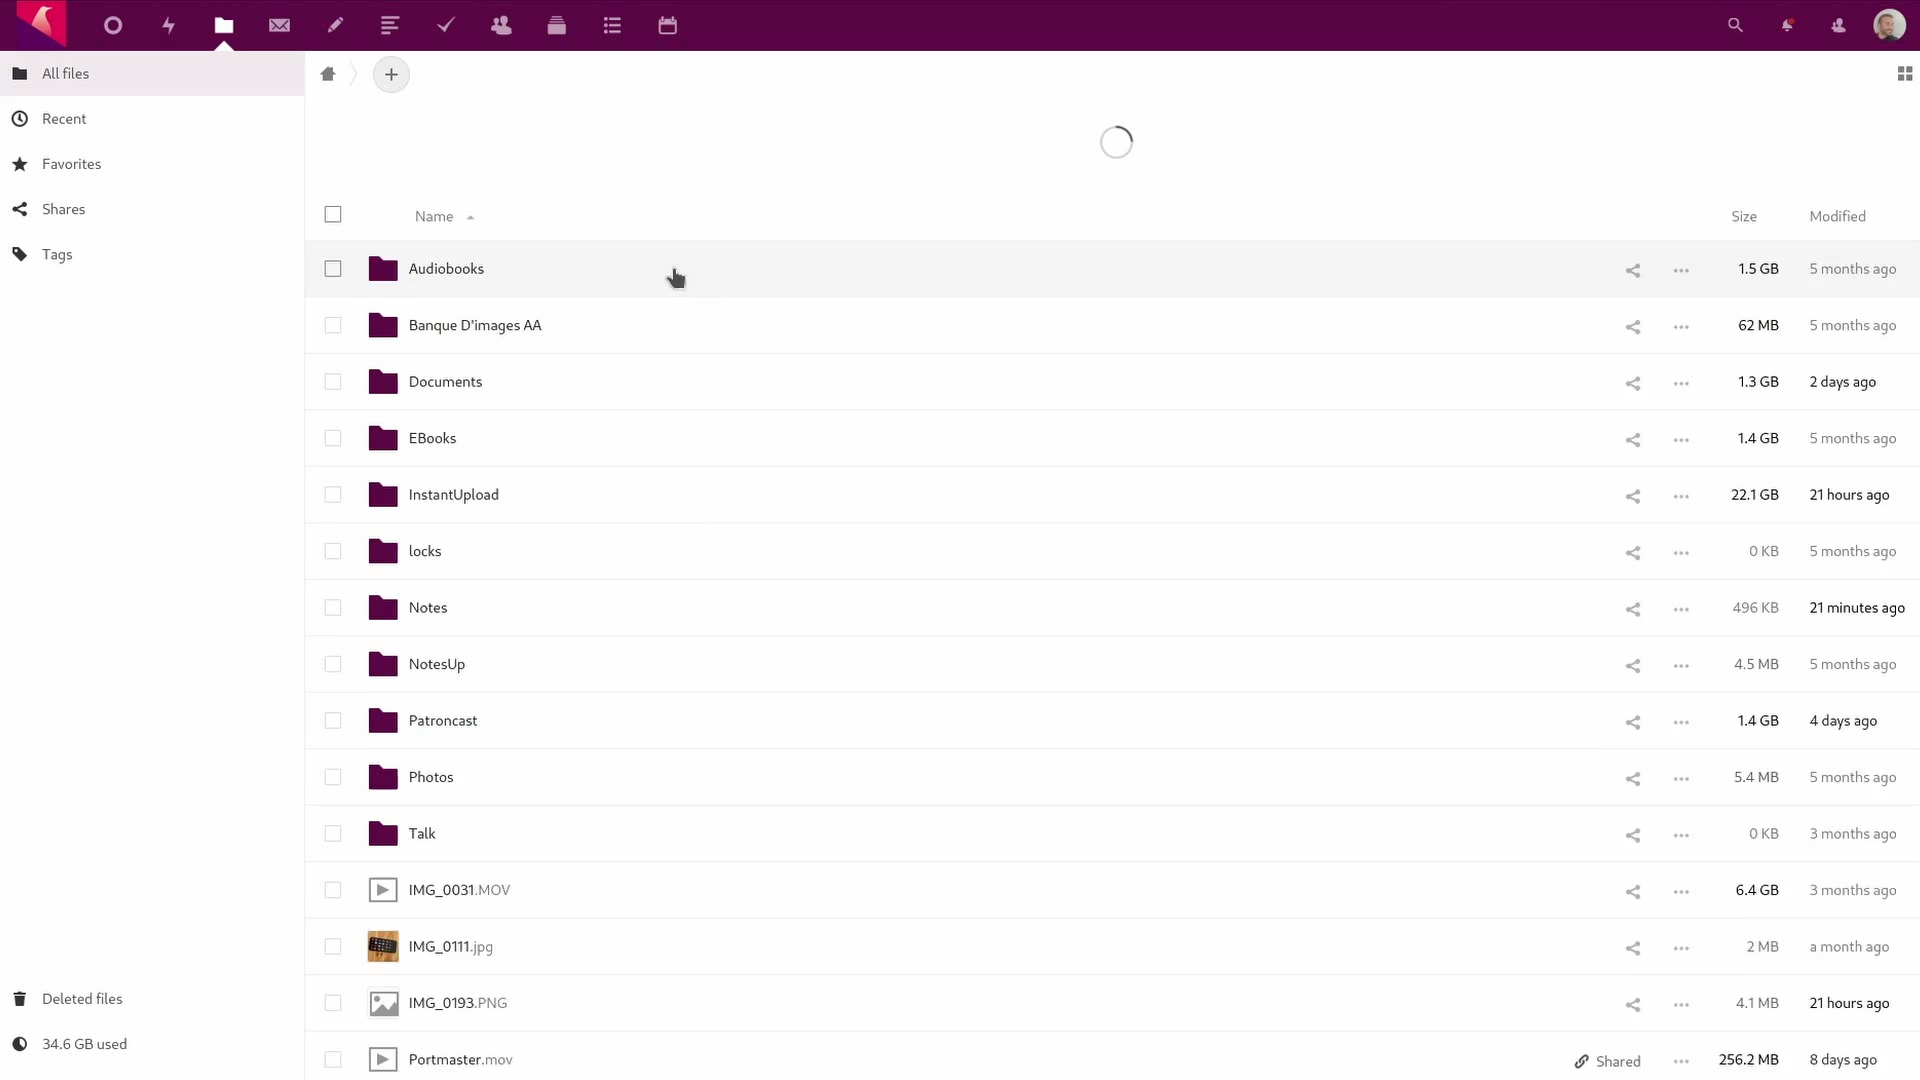 All files
Recent
Favorites
Shares
Tags
Deleted files
34.6 GB used
Name Size Modified
Audiobooks 1.5 GB 5 months ago
Banque D'images AA 62 MB 5 months ago
Documents 1.3 GB 2 days ago
EBooks 1.4 GB 5 months ago
InstantUpload 22.1 GB 21 hours ago
locks 0 KB 5 months ago
Notes 496 KB 21 minutes ago
NotesUp 4.5 MB 5 months ago
Patroncast 1.4 GB 4 days ago
Photos 5.4 MB 5 months ago
Talk 0 KB 3 months ago
IMG_0031.MOV 6.4 GB 3 months ago
IMG_0111.jpg 2 MB a month ago
IMG_0193.PNG 4.1 MB 21 hours ago
Portmaster.mov Shared 256.2 MB 8 days ago